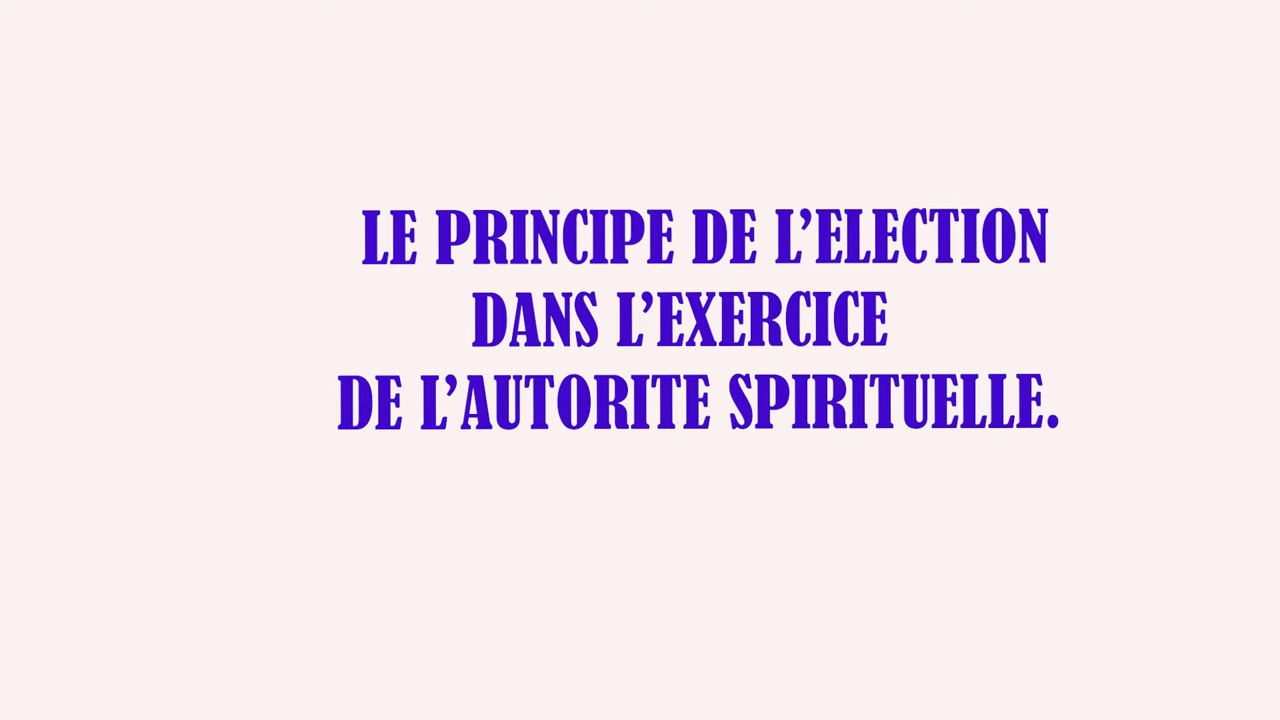 LE PRINCIPE DE L’ELECTION
DANS L’EXERCICE
DE L’AUTORITE SPIRITUELLE.